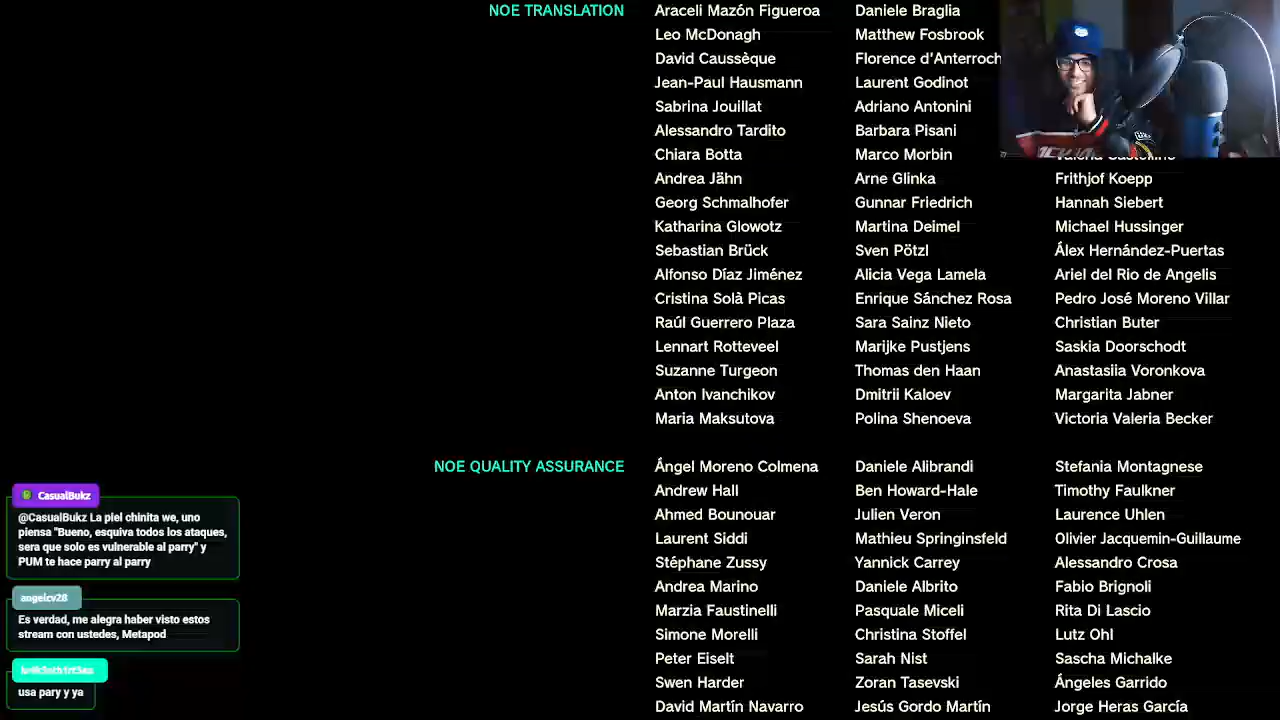 NOE TRANSLATION
Araceli Mazón Figueroa Daniele Braglia
Leo McDonagh Matthew Fosbrook
David Caussèque Florence d'Anterroch
Jean-Paul Hausmann Laurent Godinot
Sabrina Jouillat Adriano Antonini
Alessandro Tardito Barbara Pisani
Chiara Botta Marco Morbin
Andrea Jähn Arne Glinka Frithjof Koepp
Georg Schmalhofer Gunnar Friedrich Hannah Siebert
Katharina Glowotz Martina Deimel Michael Hussinger
Sebastian Brück Sven Pötzl Álex Hernández-Puertas
Alfonso Díaz Jiménez Alicia Vega Lamela Ariel del Rio de Angelis
Cristina Solà Picas Enrique Sánchez Rosa Pedro José Moreno Villar
Raúl Guerrero Plaza Sara Sainz Nieto Christian Buter
Lennart Rotteveel Marijke Pustjens Saskia Doorschodt
Suzanne Turgeon Thomas den Haan Anastasiia Voronkova
Anton Ivanchikov Dmitrii Kaloev Margarita Jabner
Maria Maksutova Polina Shenoeva Victoria Valeria Becker
NOE QUALITY ASSURANCE
Ángel Moreno Colmena Daniele Alibrandi Stefania Montagnese
Andrew Hall Ben Howard-Hale Timothy Faulkner
Ahmed Bounouar Julien Veron Laurence Uhlen
Laurent Siddi Mathieu Springinsfeld Olivier Jacquemin-Guillaume
Stéphane Zussy Yannick Carrey Alessandro Crosa
Andrea Marino Daniele Albrito Fabio Brignoli
Marzia Faustinelli Pasquale Miceli Rita Di Lascio
Simone Morelli Christina Stoffel Lutz Ohl
Peter Eiselt Sarah Nist Sascha Michalke
Swen Harder Zoran Tasevski Ángeles Garrido
David Martín Navarro Jesús Gordo Martín Jorge Heras García
CasualBukz
@CasualBukz La piel chinita we, uno
piensa "Bueno, esquiva todos los ataques,
sera que solo es vulnerable al parry" y
PUM te hace parry al parry
angelcv28
Es verdad, me alegra haber visto estos
stream con ustedes, Metapod
usa pary y ya